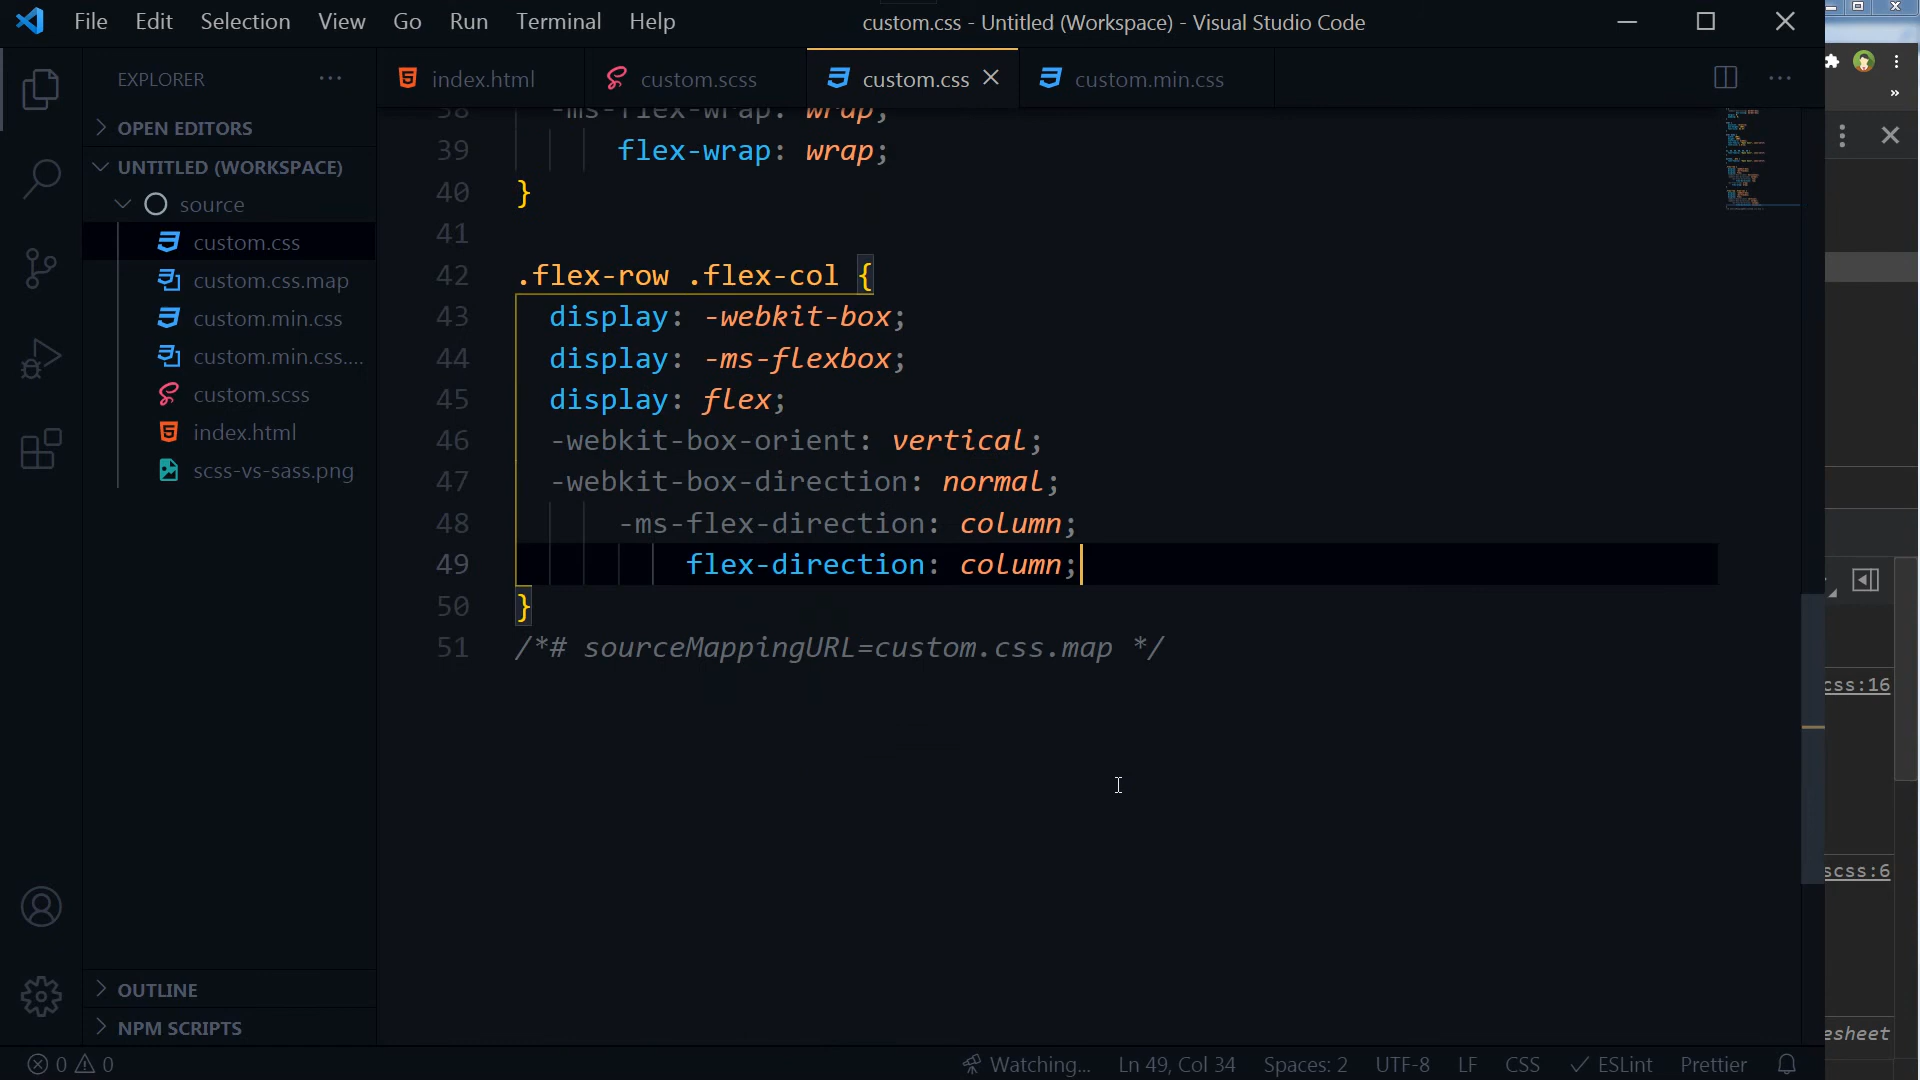 File Edit Selection View Go Run Terminal Help
custom.css - Untitled (Workspace) - Visual Studio Code
EXPLORER
OPEN EDITORS
UNTITLED (WORKSPACE)
source
custom.css
custom.css.map
custom.min.css
custom.min.css....
custom.scss
index.html
scss-vs-sass.png
OUTLINE
NPM SCRIPTS
index.html custom.scss custom.css custom.min.css
38 -ms-flex-wrap: wrap;
39 flex-wrap: wrap;
40 }
41
42 .flex-row .flex-col {
43 display: -webkit-box;
44 display: -ms-flexbox;
45 display: flex;
46 -webkit-box-orient: vertical;
47 -webkit-box-direction: normal;
48 -ms-flex-direction: column;
49 flex-direction: column;
50 }
51 /*# sourceMappingURL=custom.css.map */
css:16
scss:6
esheet
0 0 Watching... Ln 49, Col 34 Spaces: 2 UTF-8 LF CSS ESLint Prettier